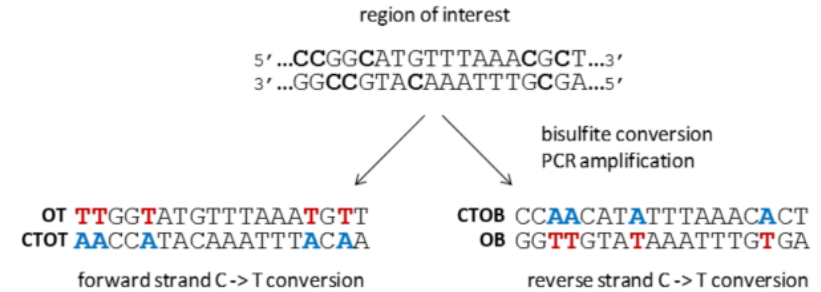 region of interest
5’ …CCGGCATGTTTAAACGCT…3’
3’ …GGCCGTACAAATTTGCGA…5’
bisulfite conversion
PCR amplification
OT TTGGTATGTTTAAATGTT
CTOT AACCATACAAATTTACAA
forward strand C -> T conversion
CTOB CCAACATATTTAAACACT
OB GGTTGTATAAATTTGTGA
reverse strand C -> T conversion